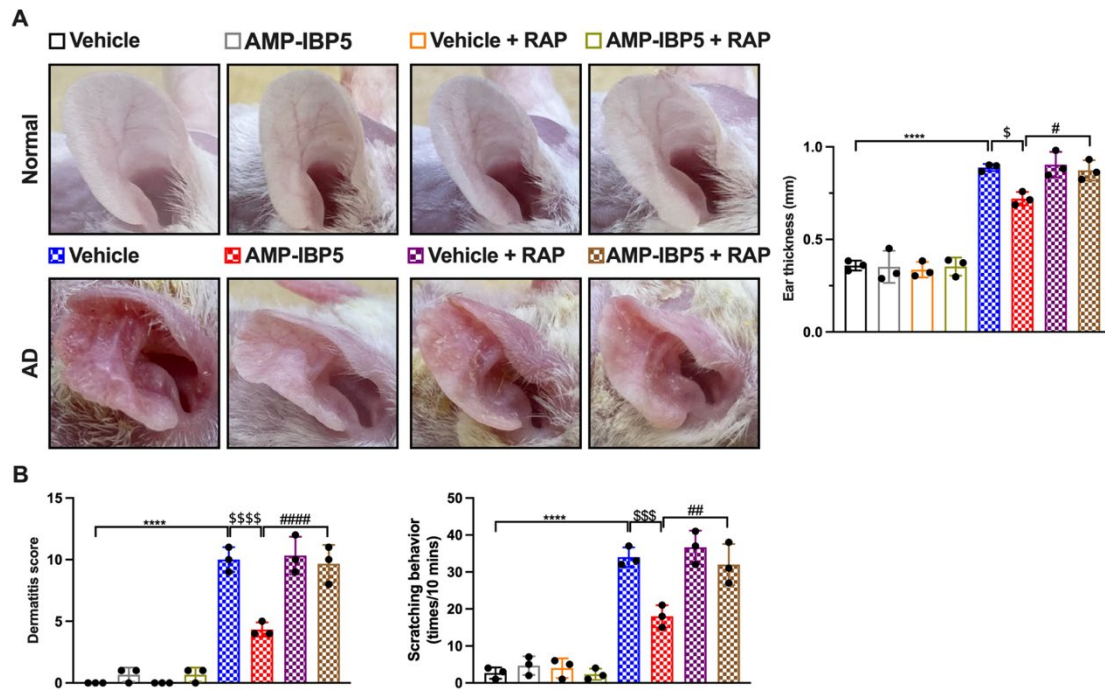 A
Vehicle AMP-IBP5 Vehicle + RAP AMP-IBP5 + RAP
Normal
Vehicle AMP-IBP5 Vehicle + RAP AMP-IBP5 + RAP
AD
**** $ #
1.0
0.5
0.0
Ear thickness (mm)
B
**** $$$$ ####
15
10
5
0
Dermatitis score
**** $$$ ##
50
40
30
20
10
0
Scratching behavior
(times/10 mins)